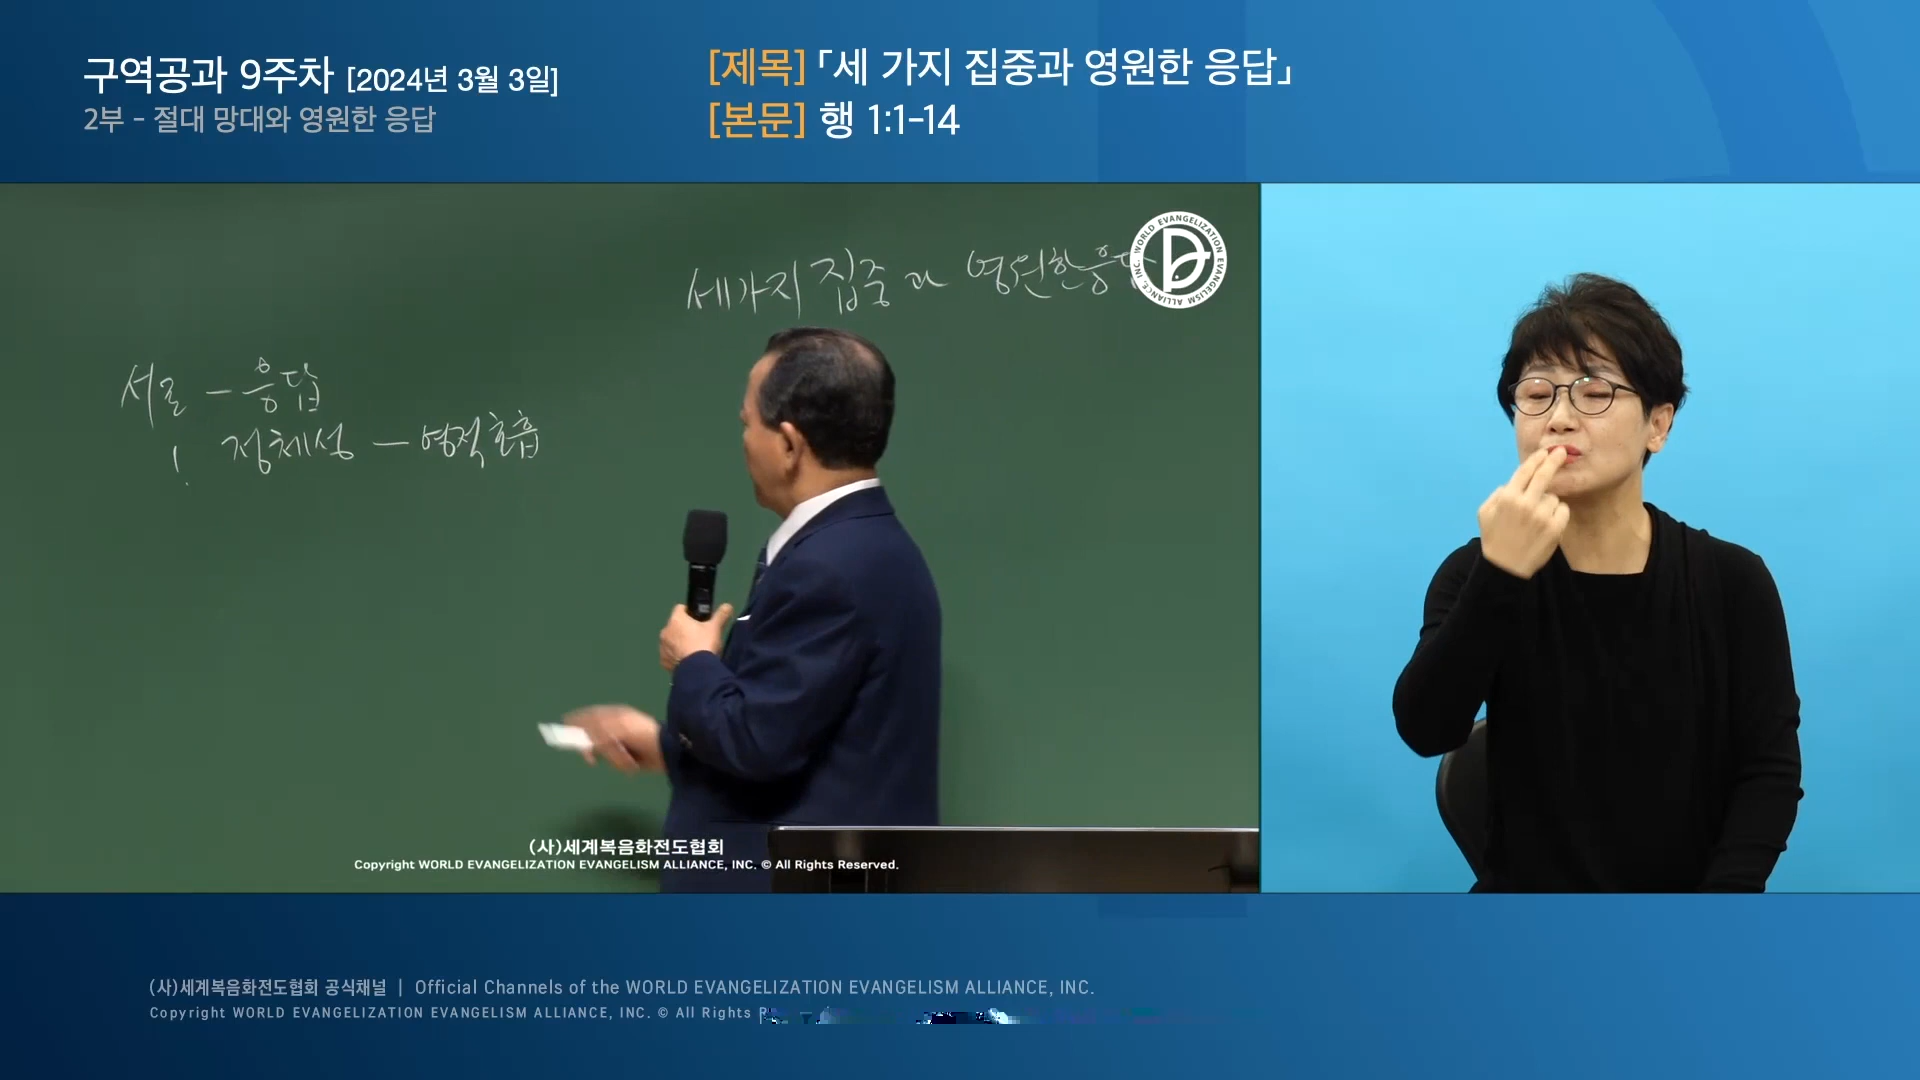 구역공과 9주차 [2024년 3월 3일]
2부 - 절대 망대와 영원한 응답
[제목] 「세 가지 집중과 영원한 응답」
[본문] 행 1:1-14
WORLD EVANGELIZATION EVANGELISM ALLIANCE, INC.
세가지 집중과 영원한 응
서론 - 응답
1. 정체성 - 영적호흡
(사)세계복음화전도협회
Copyright WORLD EVANGELIZATION EVANGELISM ALLIANCE, INC. © All Rights Reserved.
(사)세계복음화전도협회 공식채널 | Official Channels of the WORLD EVANGELIZATION EVANGELISM ALLIANCE, INC.
Copyright WORLD EVANGELIZATION EVANGELISM ALLIANCE, INC. © All Rights